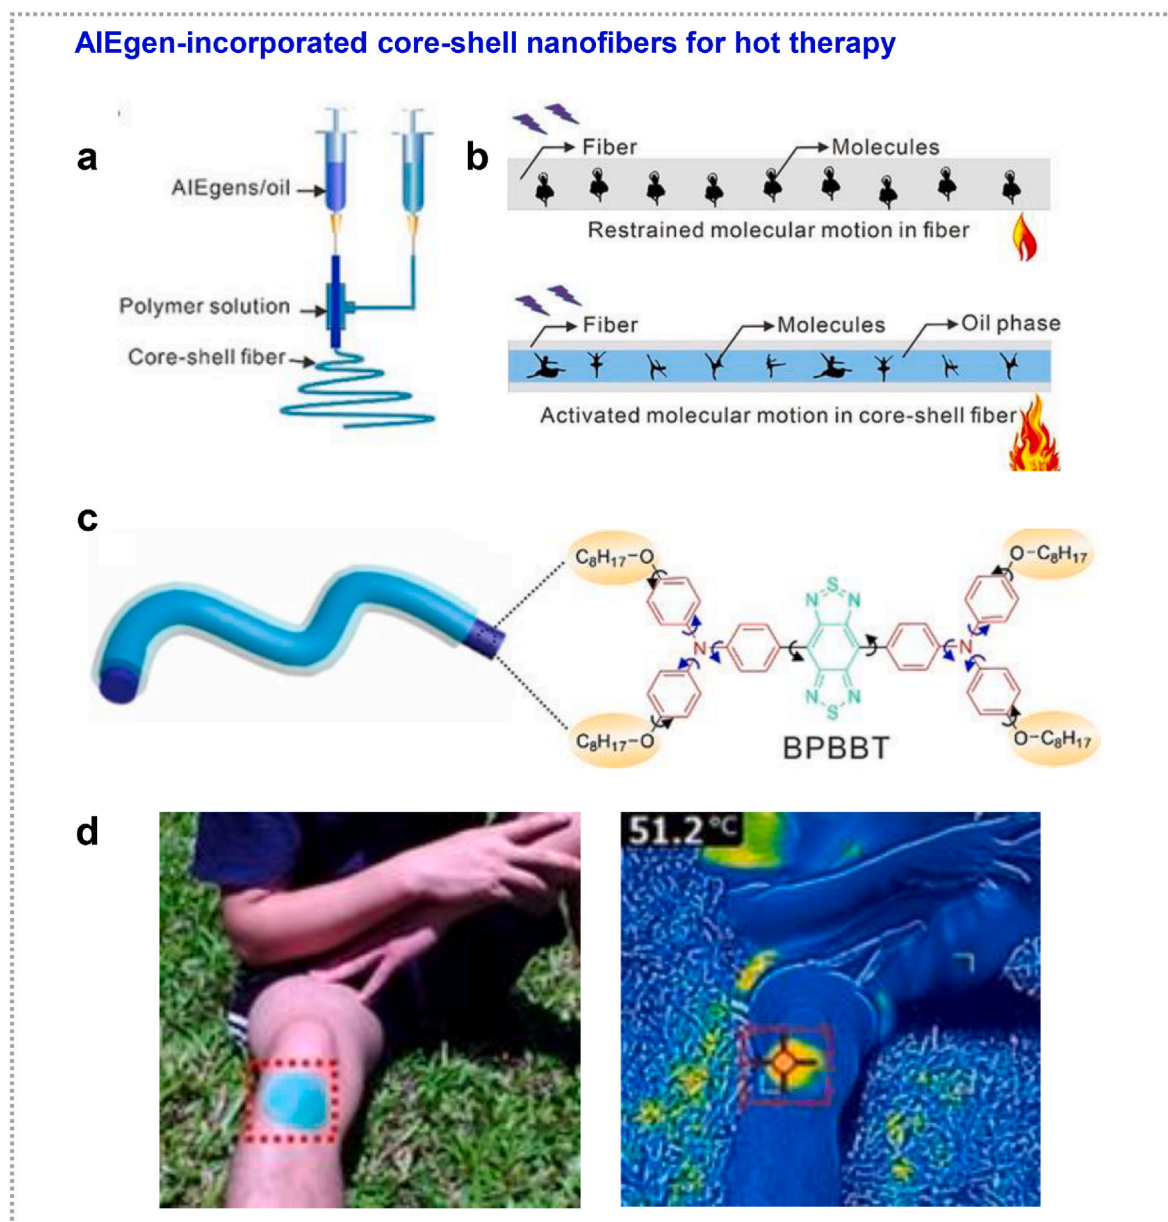 AIEgen-incorporated core-shell nanofibers for hot therapy
a
AIEgens/oil
Polymer solution
Core-shell fiber
b
Fiber
Molecules
Restrained molecular motion in fiber
Fiber
Molecules
Oil phase
Activated molecular motion in core-shell fiber
c
C₈H₁₇-O
O-C₈H₁₇
S
N N
N
N
N N
S
C₈H₁₇-O
O-C₈H₁₇
BPBBT
d
51.2°C